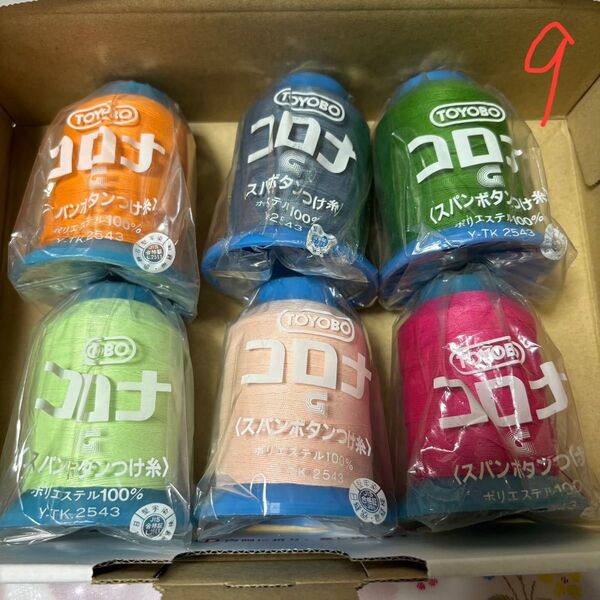 9
TOYOBO
コロナ
G
〈スパンボタンつけ糸〉
ポリエステル100%
Y-TK 2543
TOYOBO
コロナ
G
〈スパンボタンつけ糸〉
ポリエステル100%
2543
TOYOBO
コロナ
G
〈スパンボタンつけ糸〉
ポリエステル100%
Y-TK 2543
TOYOBO
コロナ
G
〈スパンボタンつけ糸〉
ポリエステル100%
Y-TK.2543
TOYOBO
コロナ
G
〈スパンボタンつけ糸〉
ポリエステル100%
TK.2543
TOYOBO
コロナ
G
〈スパンボタンつけ糸〉
ポリエステル100
Y-TK 2543